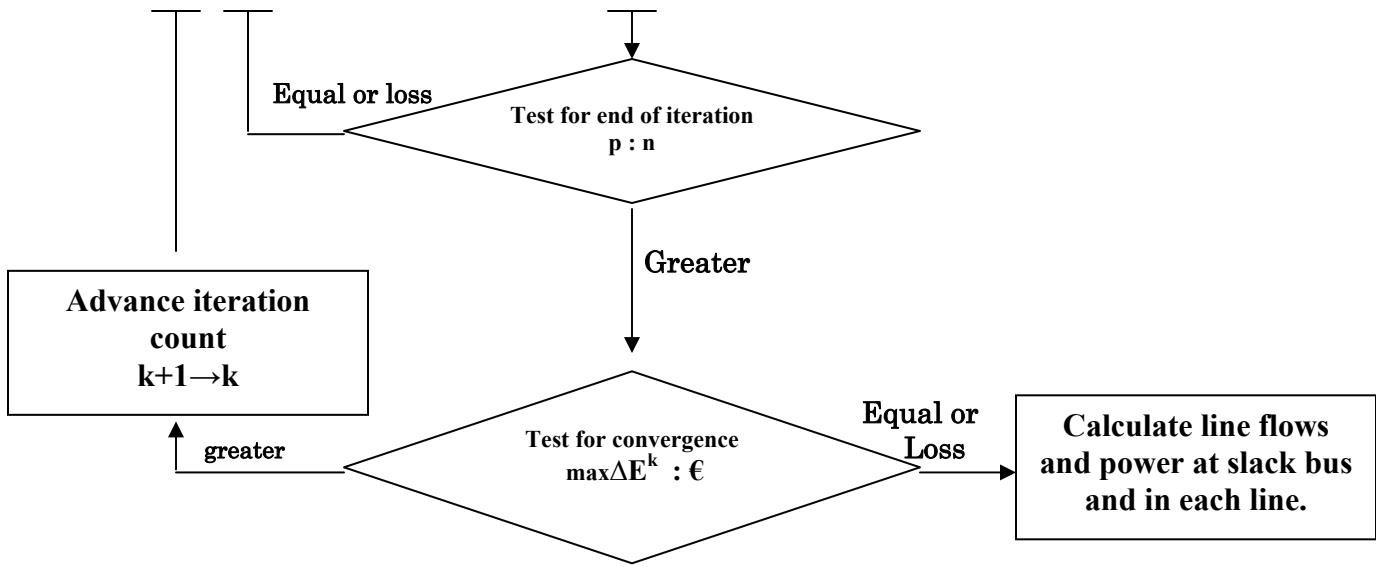 Equal or loss
Test for end of iteration
p : n
Greater
Advance iteration
count
k+1→k
greater
Test for convergence
max∆E^k : €
Equal or
Loss
Calculate line flows
and power at slack bus
and in each line.